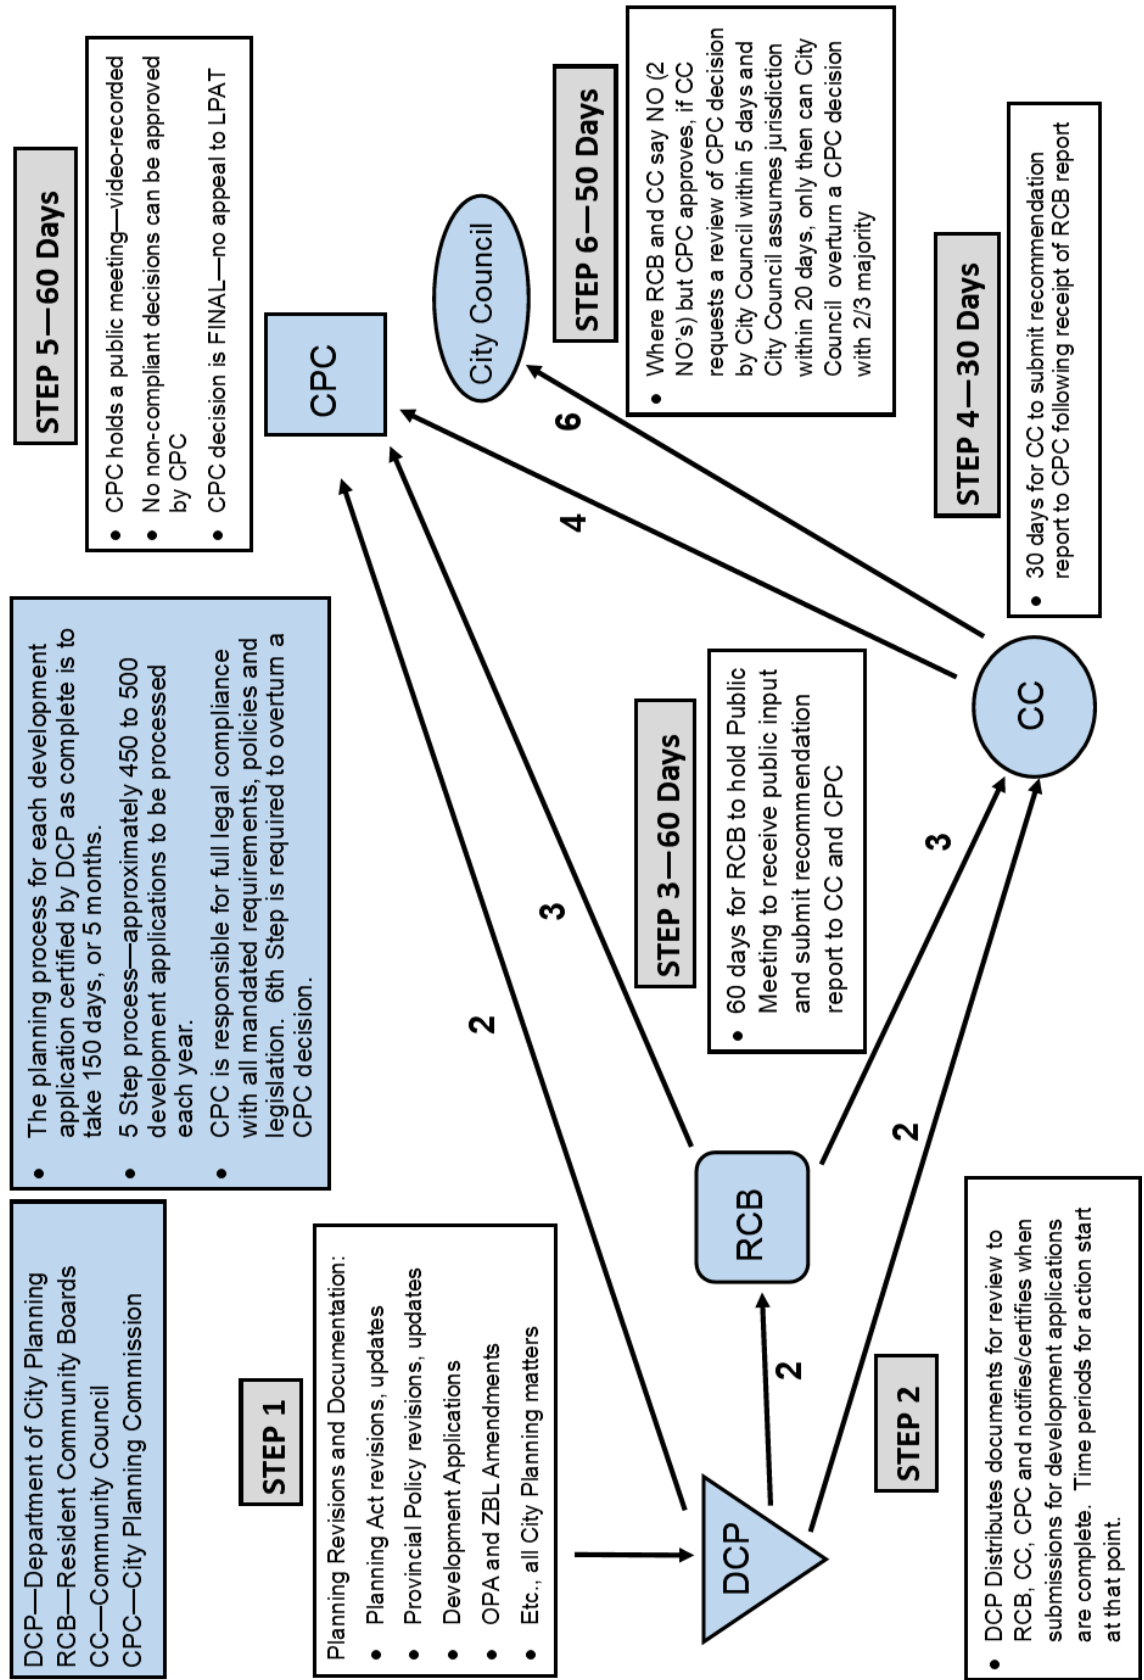 DCP—Department of City Planning
RCB—Resident Community Boards
CC—Community Council
CPC—City Planning Commission
• The planning process for each development
application certified by DCP as complete is to
take 150 days, or 5 months.
• 5 Step process—approximately 450 to 500
development applications to be processed
each year.
• CPC is responsible for full legal compliance
with all mandated requirements, policies and
legislation. 6th Step is required to overturn a
CPC decision.
STEP 5—60 Days
• CPC holds a public meeting—video-recorded
• No non-compliant decisions can be approved
by CPC
• CPC decision is FINAL—no appeal to LPAT
STEP 1
Planning Revisions and Documentation:
• Planning Act revisions, updates
• Provincial Policy revisions, updates
• Development Applications
• OPA and ZBL Amendments
• Etc., all City Planning matters
2
3
CPC
City Council
4
6
STEP 6—50 Days
• Where RCB and CC say NO (2
NO's) but CPC approves, if CC
requests a review of CPC decision
by City Council within 5 days and
City Council assumes jurisdiction
within 20 days, only then can City
Council overturn a CPC decision
with 2/3 majority
STEP 3—60 Days
• 60 days for RCB to hold Public
Meeting to receive public input
and submit recommendation
report to CC and CPC
DCP
2
RCB
2
3
CC
STEP 4—30 Days
• 30 days for CC to submit recommendation
report to CPC following receipt of RCB report
STEP 2
• DCP Distributes documents for review to
RCB, CC, CPC and notifies/certifies when
submissions for development applications
are complete. Time periods for action start
at that point.